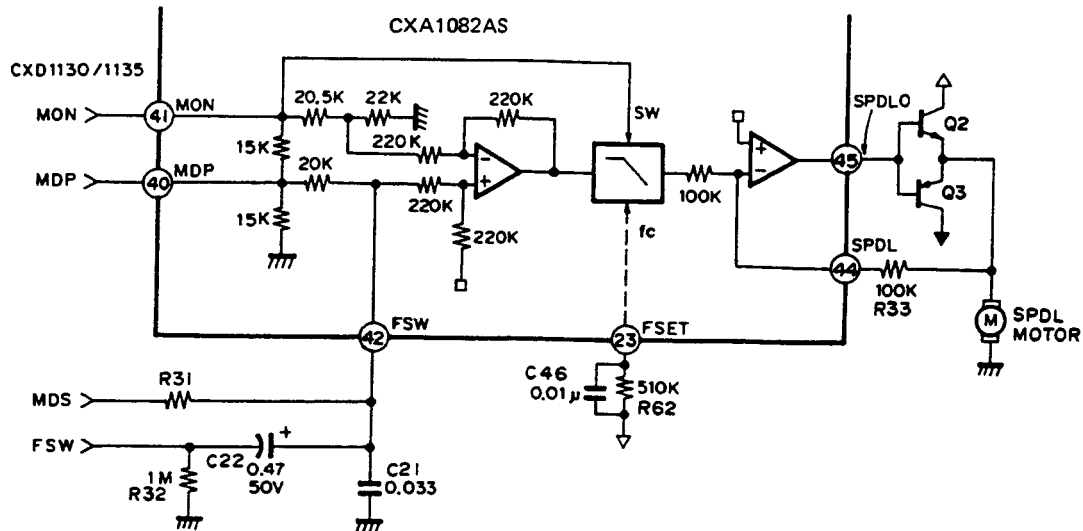 CXA1082AS
CXD1130/1135
MON
41
MON
20.5K
22K
220K
SW
SPDLO
Q2
15K
220K
MDP
40
MDP
20K
−
+
+
−
45
220K
100K
Q3
15K
220K
fc
SPDL
44
100K
R33
M
SPDL
MOTOR
42
FSW
23
FSET
R31
C46
0.01μ
510K
R62
MDS
FSW
+
1M
R32
C22
0.47
50V
C21
0.033